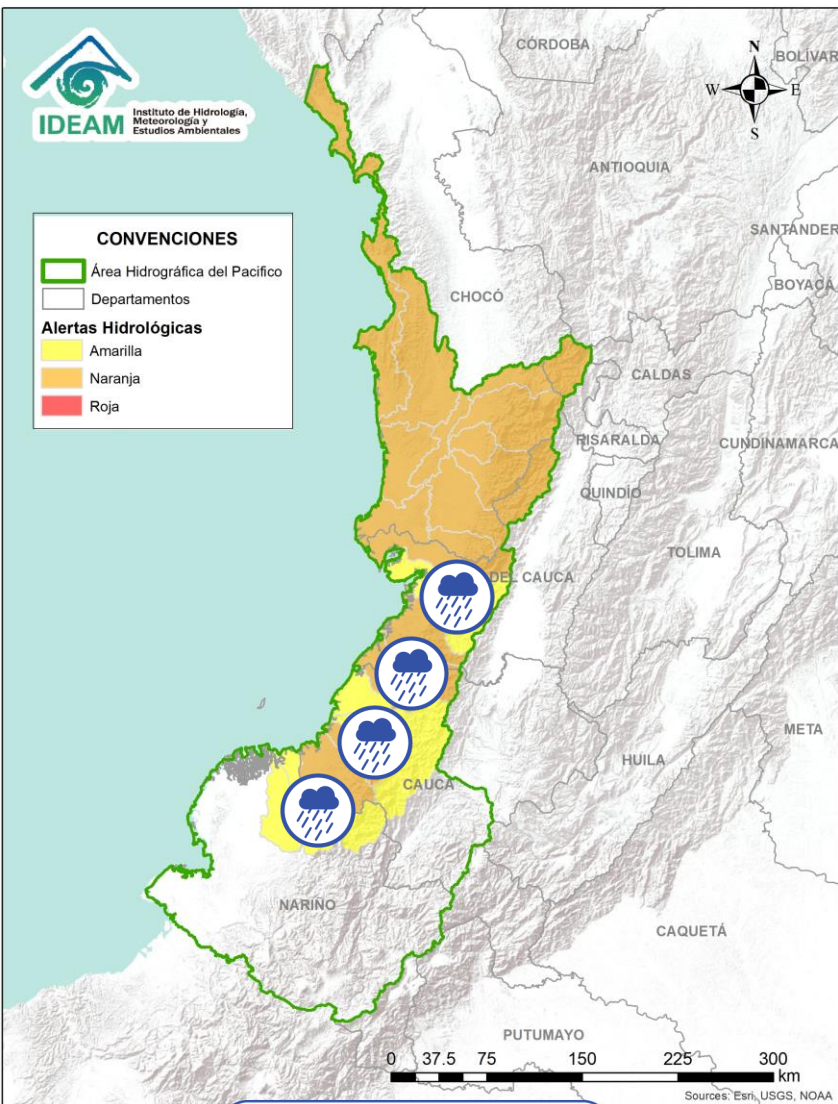 IDEAM
Instituto de Hidrología,
Meteorología y
Estudios Ambientales
N
W
E
S
CÓRDOBA
BOLÍVAR
ANTIOQUIA
SANTANDER
BOYACÁ
CHOCÓ
CALDAS
RISARALDA
CUNDINAMARCA
QUINDÍO
TOLIMA
DEL CAUCA
META
HUILA
CAUCA
NARIÑO
CAQUETÁ
PUTUMAYO
CONVENCIONES
Área Hidrográfica del Pacifico
Departamentos
Alertas Hidrológicas
Amarilla
Naranja
Roja
0 37.5 75 150 225 300
km
Sources: Esri, USGS, NOAA